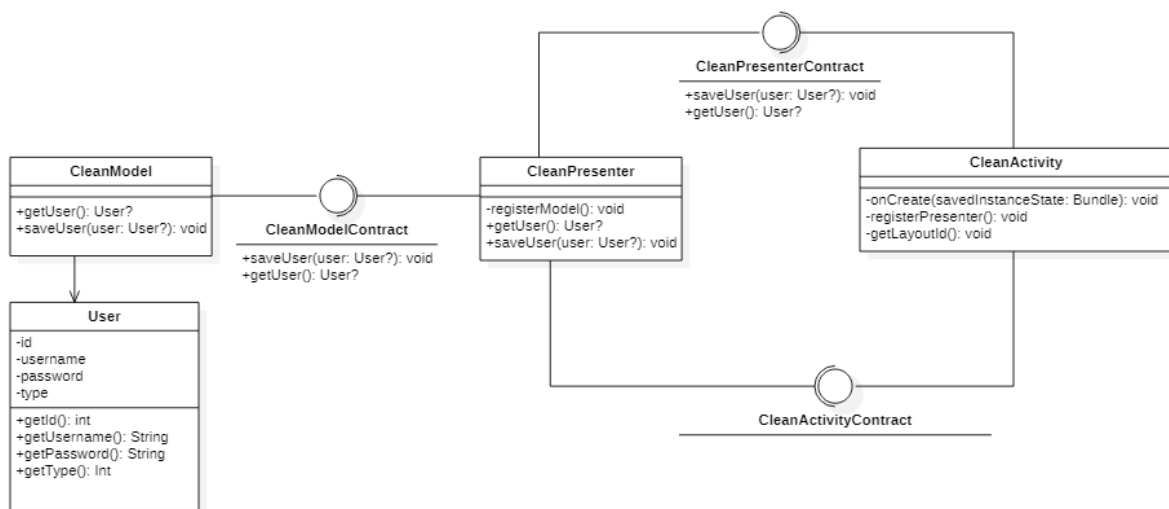 CleanPresenterContract
+saveUser(user: User?): void
+getUser(): User?
CleanModel
+getUser(): User?
+saveUser(user: User?): void
CleanModelContract
+saveUser(user: User?): void
+getUser(): User?
CleanPresenter
-registerModel(): void
+getUser(): User?
+saveUser(user: User?): void
CleanActivity
-onCreate(savedInstanceState: Bundle): void
-registerPresenter(): void
-getLayoutId(): void
User
-id
-username
-password
-type
+getId(): int
+getUsername(): String
+getPassword(): String
+getType(): Int
CleanActivityContract